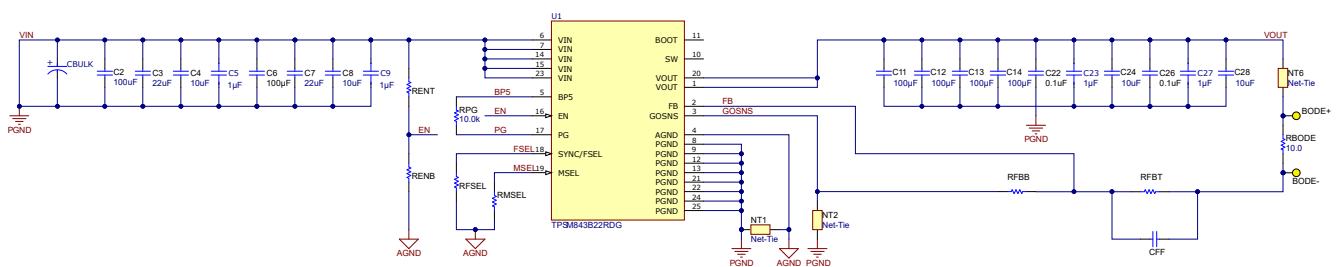 U1
VIN
CBULK
C2
100uF
C3
22uF
C4
10uF
C5
1µF
C6
100µF
C7
22uF
C8
10uF
C9
1µF
PGND
RENT
EN
RENB
AGND
BP5
RPG
10.0k
EN
PG
FSEL
MSEL
RFSEL
RMSEL
AGND
6 VIN
7 VIN
14 VIN
15 VIN
23 VIN
5 BP5
16 EN
17 PG
18 SYNC/FSEL
19 MSEL
BOOT 11
SW 10
VOUT 20
VOUT 1
FB 2
GOSNS 3
AGND 4
PGND 8
PGND 9
PGND 12
PGND 13
PGND 21
PGND 22
PGND 24
PGND 25
TPSM843B22RDG
FB
GOSNS
NT1
Net-Tie
PGND
AGND
NT2
Net-Tie
PGND
VOUT
C11
100µF
C12
100µF
C13
100µF
C14
100µF
C22
0.1uF
C23
1µF
C24
10uF
C26
0.1uF
C27
1µF
C28
10uF
PGND
NT6
Net-Tie
BODE+
RBODE
10.0
BODE-
RFBB
RFBT
CFF